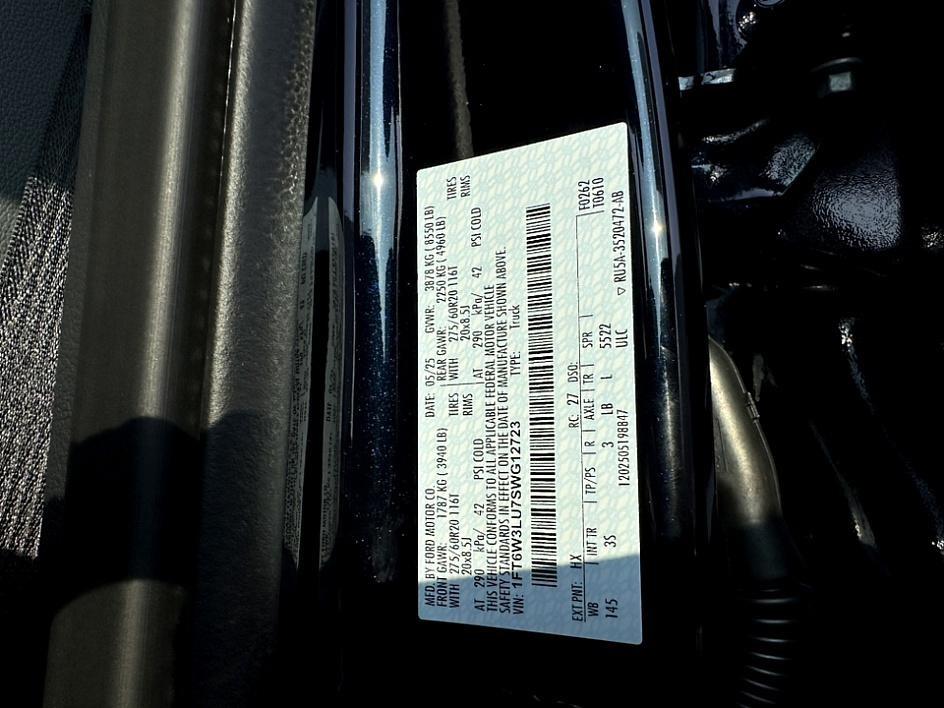 MFD. BY FORD MOTOR CO. DATE: 05/25 GVWR: 3878 KG ( 8550 LB)
FRONT GAWR: 1787 KG ( 3940 LB) REAR GAWR: 2250 KG ( 4960 LB)
WITH 275/60R20 116T TIRES WITH 275/60R20 116T TIRES
20x8.5J RIMS 20x8.5J RIMS
AT 290 kPa/ 42 PSI COLD AT 290 kPa/ 42 PSI COLD
THIS VEHICLE CONFORMS TO ALL APPLICABLE FEDERAL MOTOR VEHICLE
SAFETY STANDARDS IN EFFECT ON THE DATE OF MANUFACTURE SHOWN ABOVE.
VIN: 1FT6W3LU7SWG12723 TYPE: Truck
F0262
T0610
EXT PNT: HX RC: 27 DSO:
WB INT TR TP/PS R AXLE TR SPR
145 3S 3 LB L 5522
1202505198847 ULC
▽ RU5A-3520472-AB